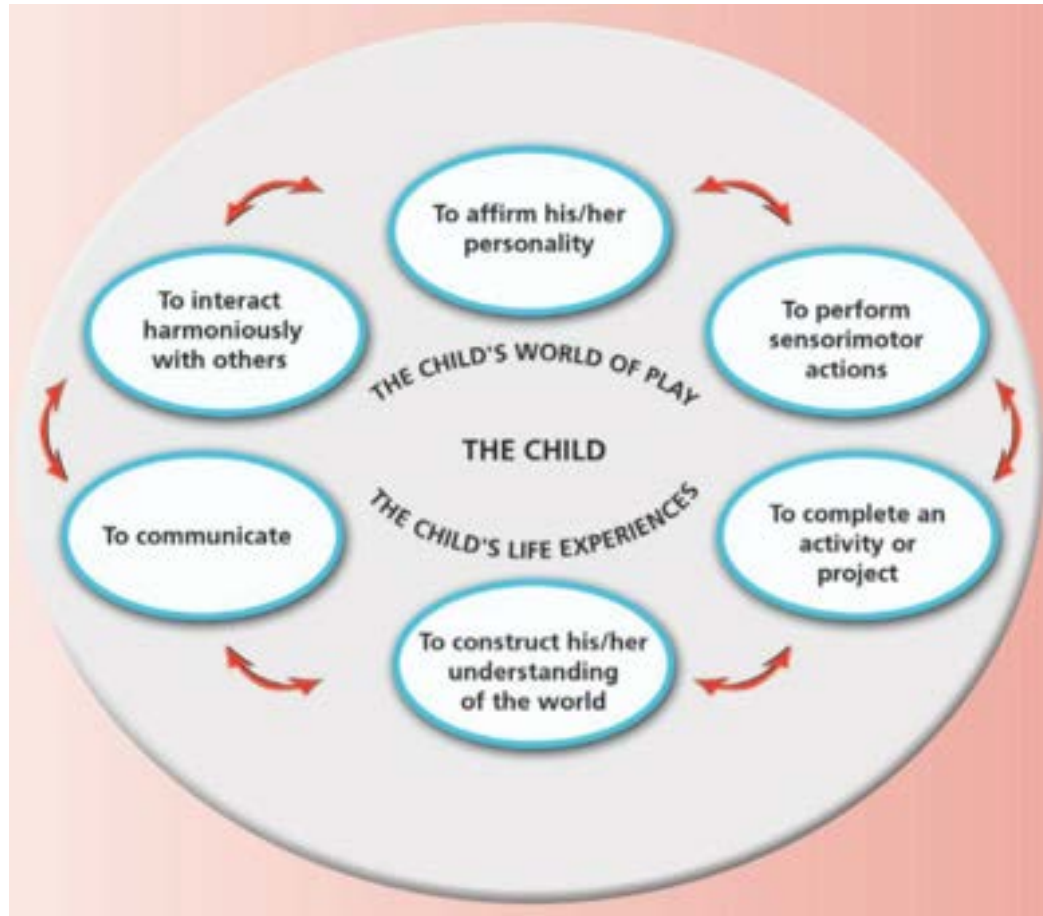 To affirm his/her
personality
To interact
harmoniously
with others
To perform
sensorimotor
actions
THE CHILD'S WORLD OF PLAY
THE CHILD
THE CHILD'S LIFE EXPERIENCES
To communicate
To complete an
activity or
project
To construct his/her
understanding
of the world